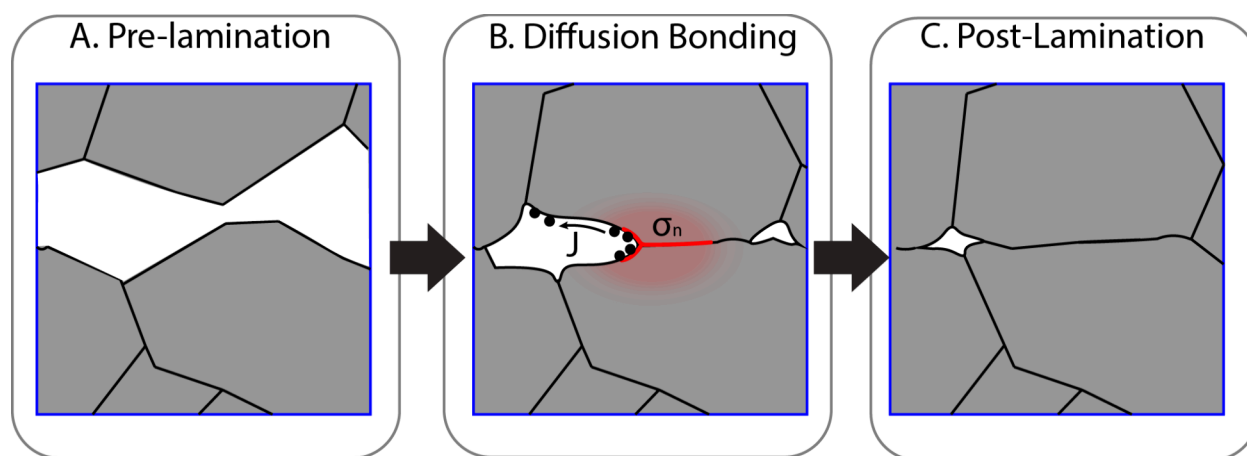 A. Pre-lamination
B. Diffusion Bonding
C. Post-Lamination
σn
J